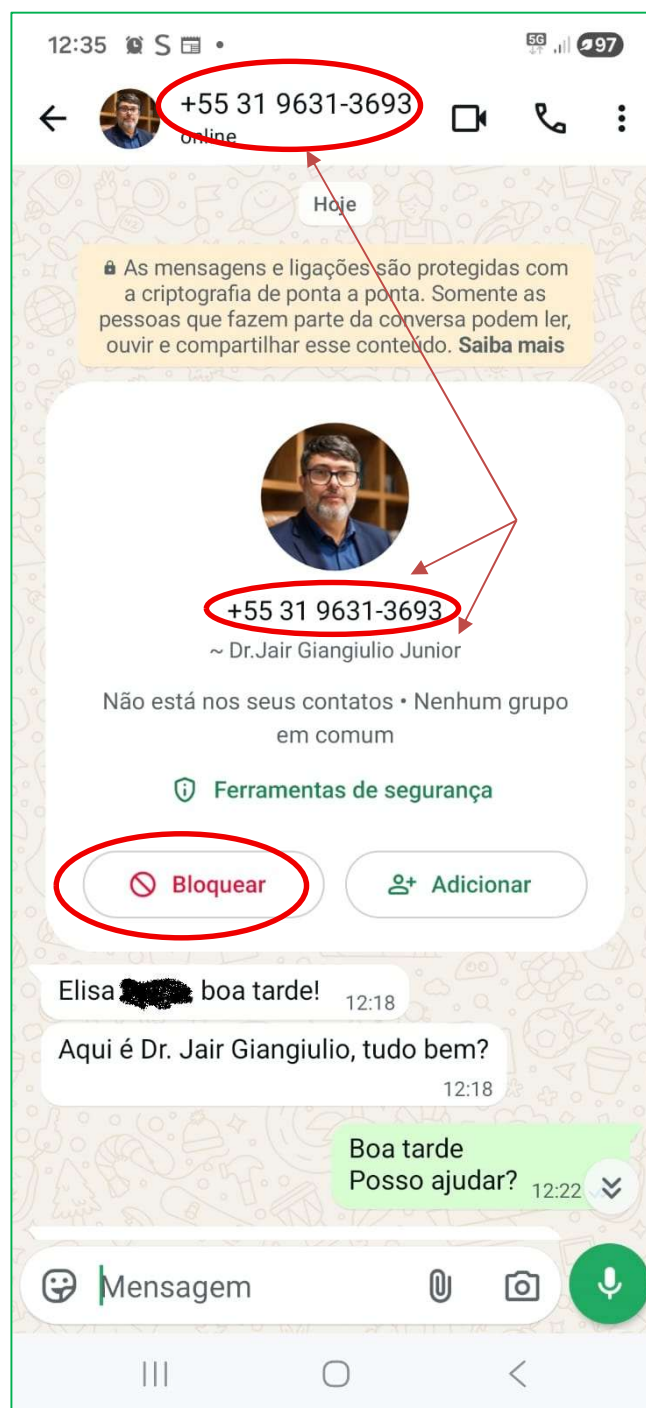 12:35 S
5G 97
+55 31 9631-3693
online
Hoje
As mensagens e ligações são protegidas com
a criptografia de ponta a ponta. Somente as
pessoas que fazem parte da conversa podem ler,
ouvir e compartilhar esse conteúdo. Saiba mais
+55 31 9631-3693
~ Dr.Jair Giangiulio Junior
Não está nos seus contatos • Nenhum grupo
em comum
Ferramentas de segurança
Bloquear
Adicionar
Elisa boa tarde! 12:18
Aqui é Dr. Jair Giangiulio, tudo bem?
12:18
Boa tarde
Posso ajudar? 12:22
Mensagem